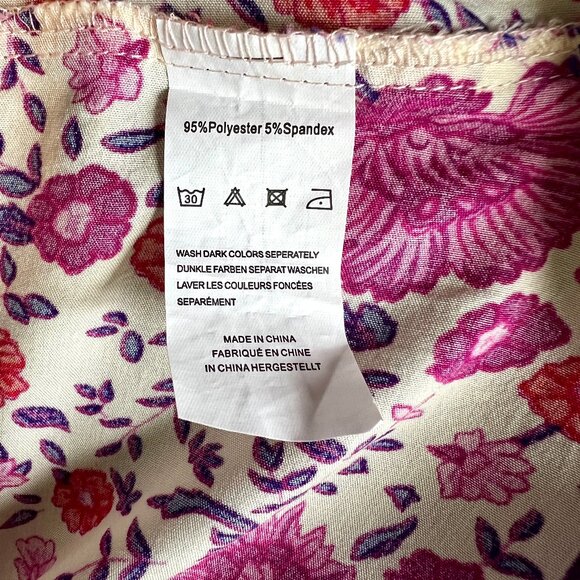 95%Polyester 5%Spandex
30
WASH DARK COLORS SEPERATELY
DUNKLE FARBEN SEPARAT WASCHEN
LAVER LES COULEURS FONCÉES
SEPARÉMENT
MADE IN CHINA
FABRIQUÉ EN CHINE
IN CHINA HERGESTELLT